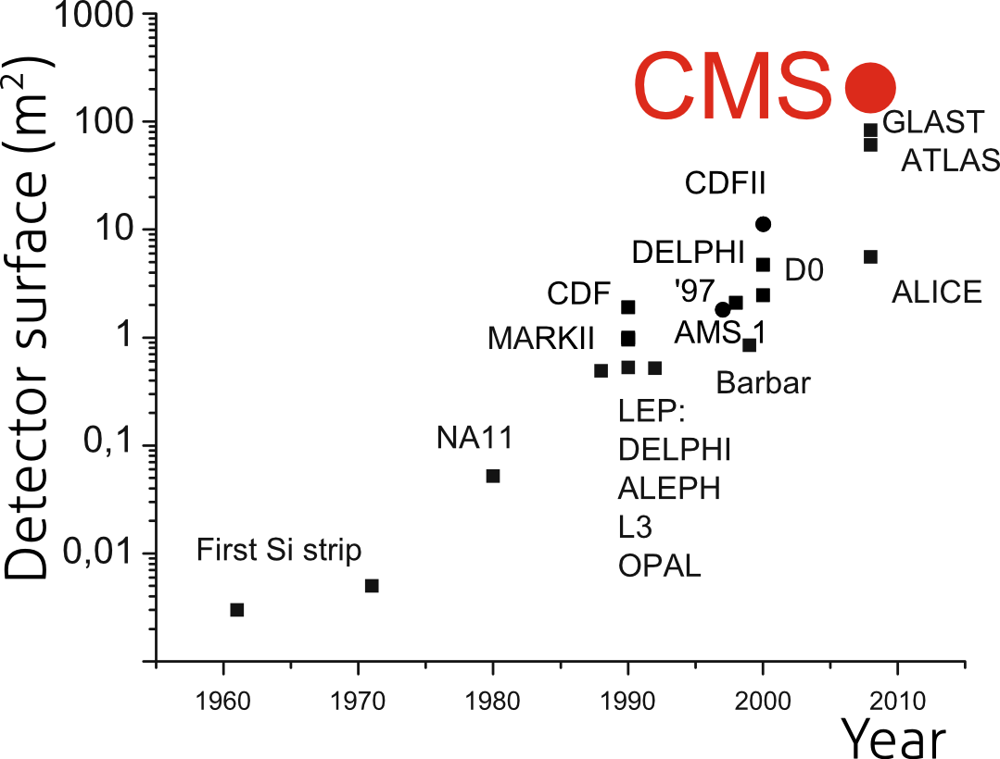 Detector surface (m²)
1000
100
10
1
0,1
0,01
CMS
GLAST
ATLAS
CDFII
DELPHI
'97
D0
ALICE
CDF
MARKII
AMS 1
Barbar
LEP:
DELPHI
ALEPH
L3
OPAL
NA11
First Si strip
1960
1970
1980
1990
2000
2010
Year